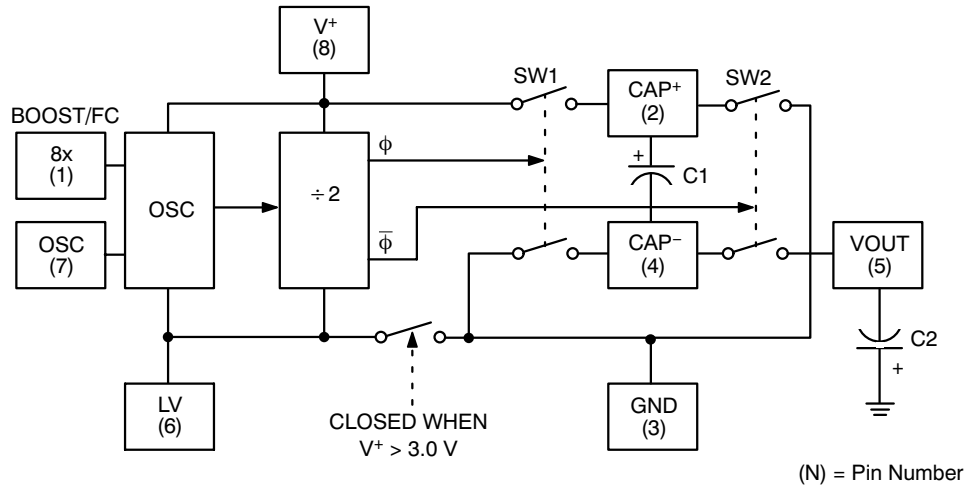 V+
(8)
SW1
CAP+
(2)
SW2
BOOST/FC
8x
(1)
OSC
÷2
ϕ
+
C1
OSC
(7)
ϕ̅
CAP−
(4)
VOUT
(5)
C2
+
LV
(6)
CLOSED WHEN
V+ > 3.0 V
GND
(3)
(N) = Pin Number